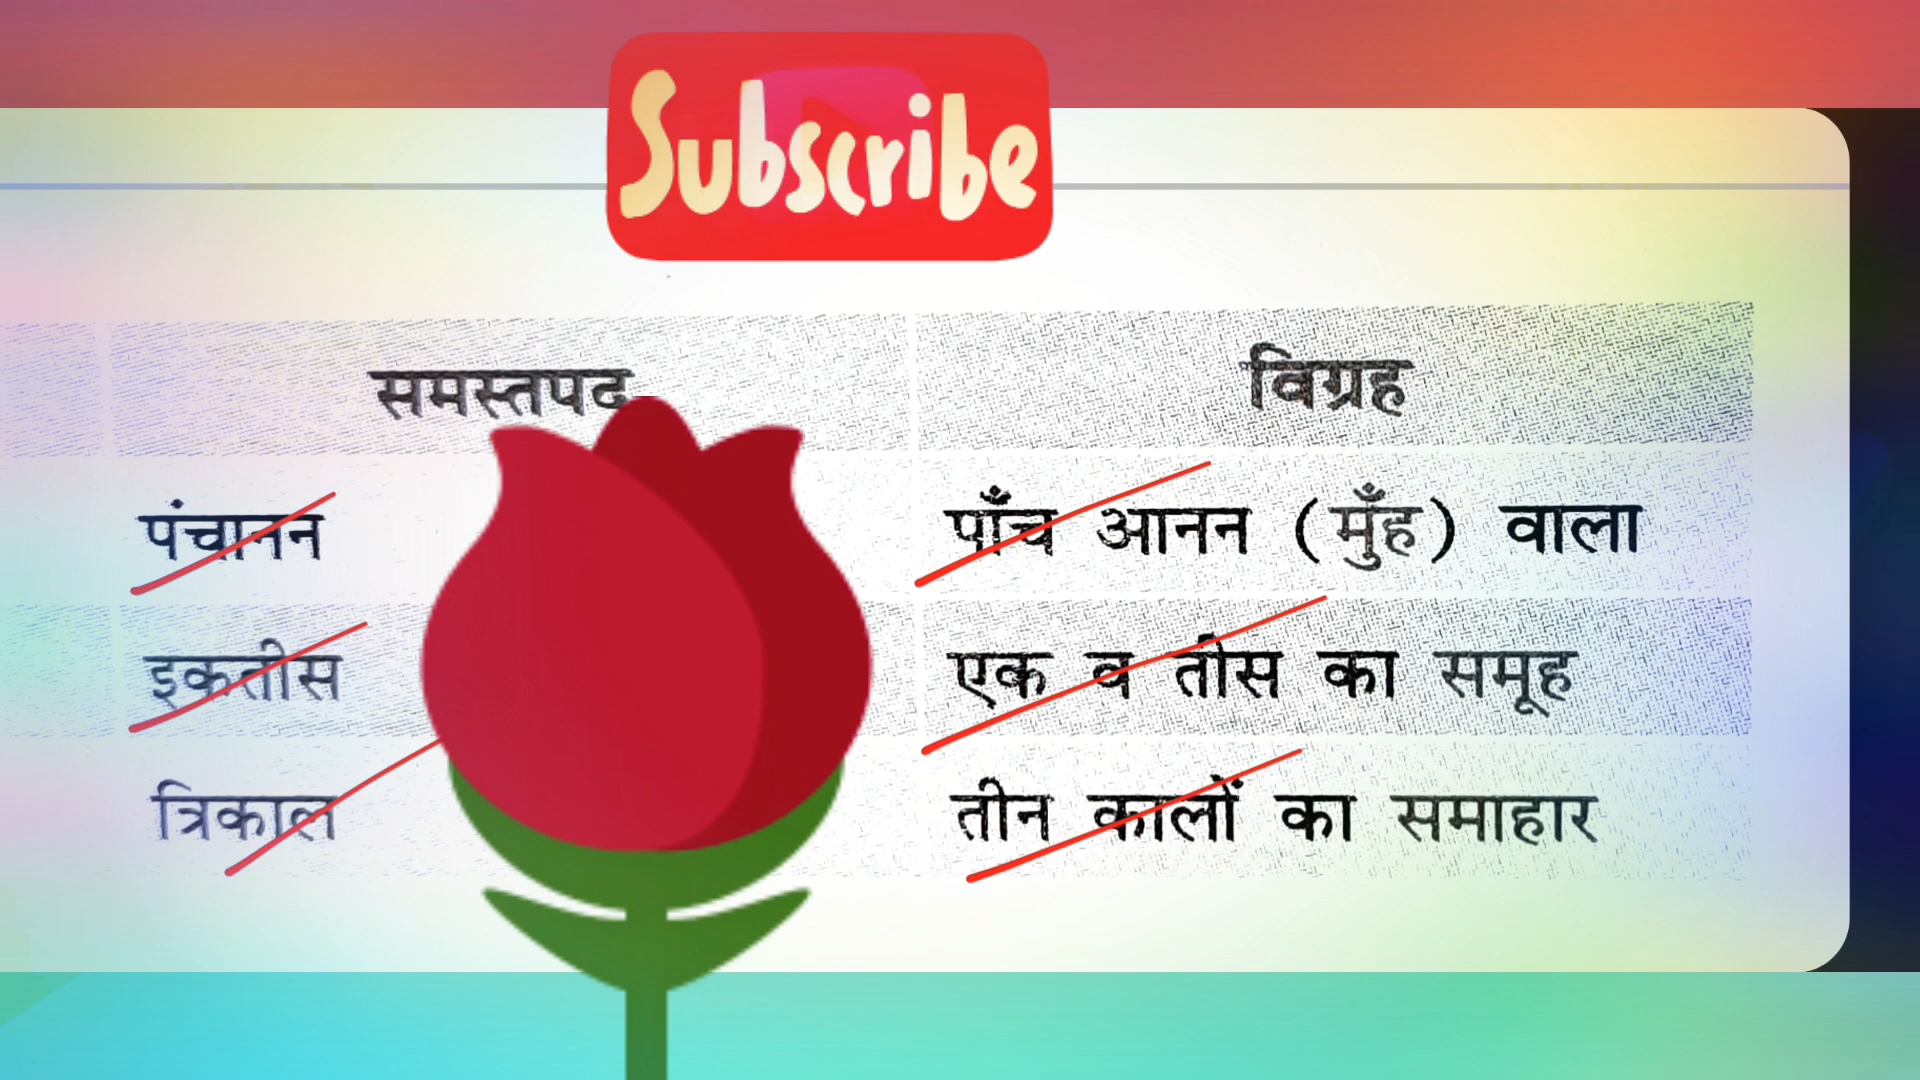 Subscribe
समस्तपद विग्रह
पंचानन पाँच आनन (मुँह) वाला
इकतीस एक व तीस का समूह
त्रिकाल तीन कालों का समाहार